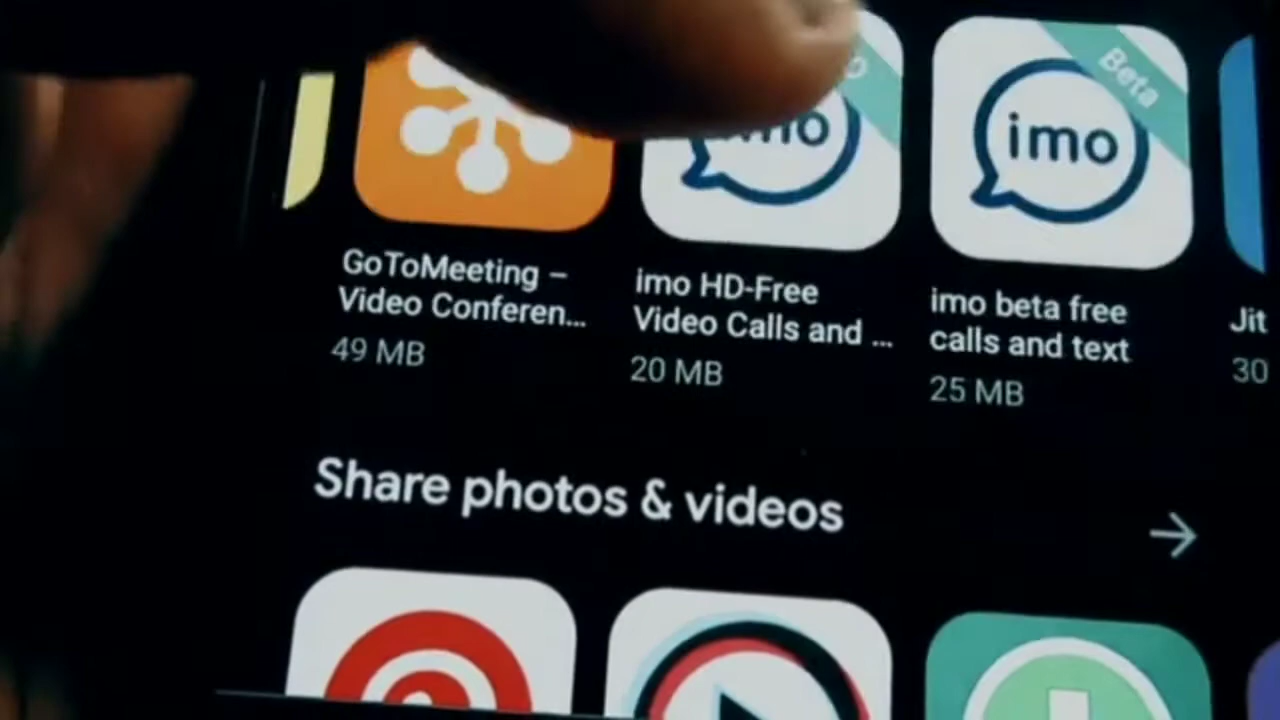 imo
Beta
imo
GoToMeeting –
Video Conferen...
49 MB
imo HD-Free
Video Calls and ...
20 MB
imo beta free
calls and text
25 MB
Jit
30
Share photos & videos